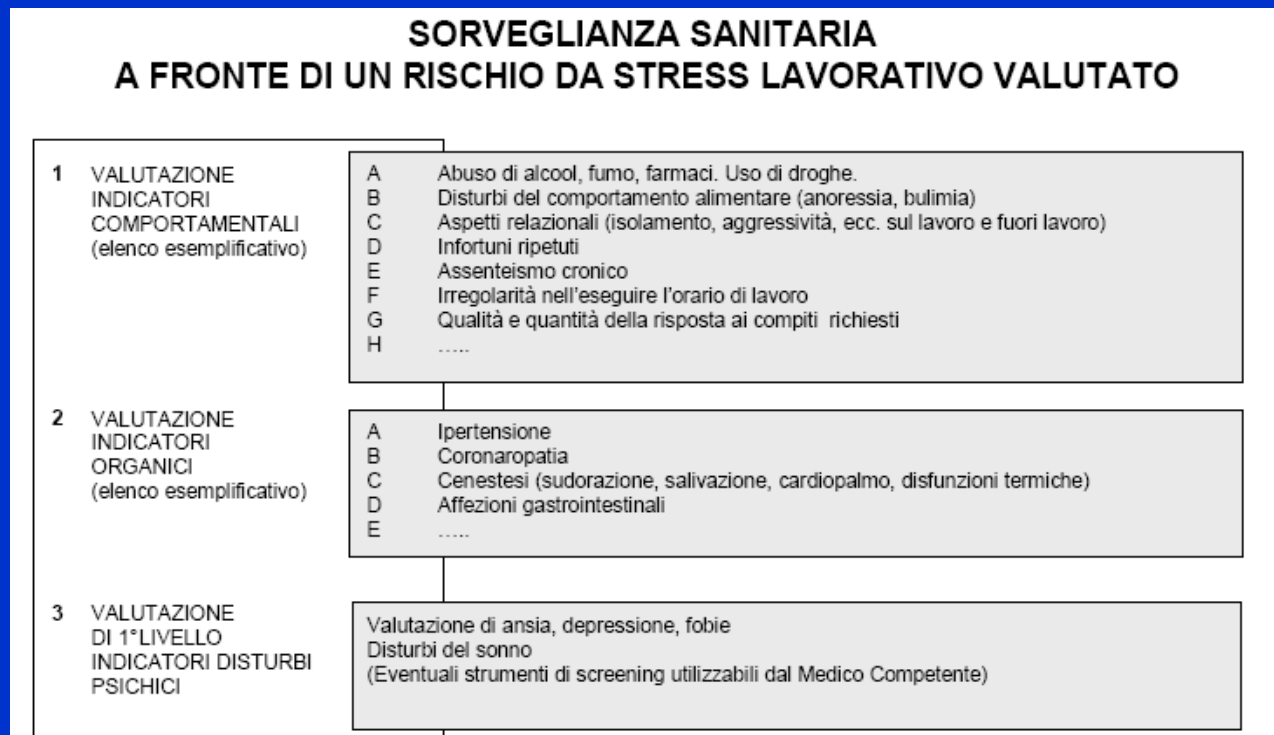 SORVEGLIANZA SANITARIA
A FRONTE DI UN RISCHIO DA STRESS LAVORATIVO VALUTATO
1 VALUTAZIONE
INDICATORI
COMPORTAMENTALI
(elenco esemplificativo)
A Abuso di alcool, fumo, farmaci. Uso di droghe.
B Disturbi del comportamento alimentare (anoressia, bulimia)
C Aspetti relazionali (isolamento, aggressività, ecc. sul lavoro e fuori lavoro)
D Infortuni ripetuti
E Assenteismo cronico
F Irregolarità nell'eseguire l'orario di lavoro
G Qualità e quantità della risposta ai compiti richiesti
H .....
2 VALUTAZIONE
INDICATORI
ORGANICI
(elenco esemplificativo)
A Ipertensione
B Coronaropatia
C Cenestesi (sudorazione, salivazione, cardiopalmo, disfunzioni termiche)
D Affezioni gastrointestinali
E .....
3 VALUTAZIONE
DI 1°LIVELLO
INDICATORI DISTURBI
PSICHICI
Valutazione di ansia, depressione, fobie
Disturbi del sonno
(Eventuali strumenti di screening utilizzabili dal Medico Competente)